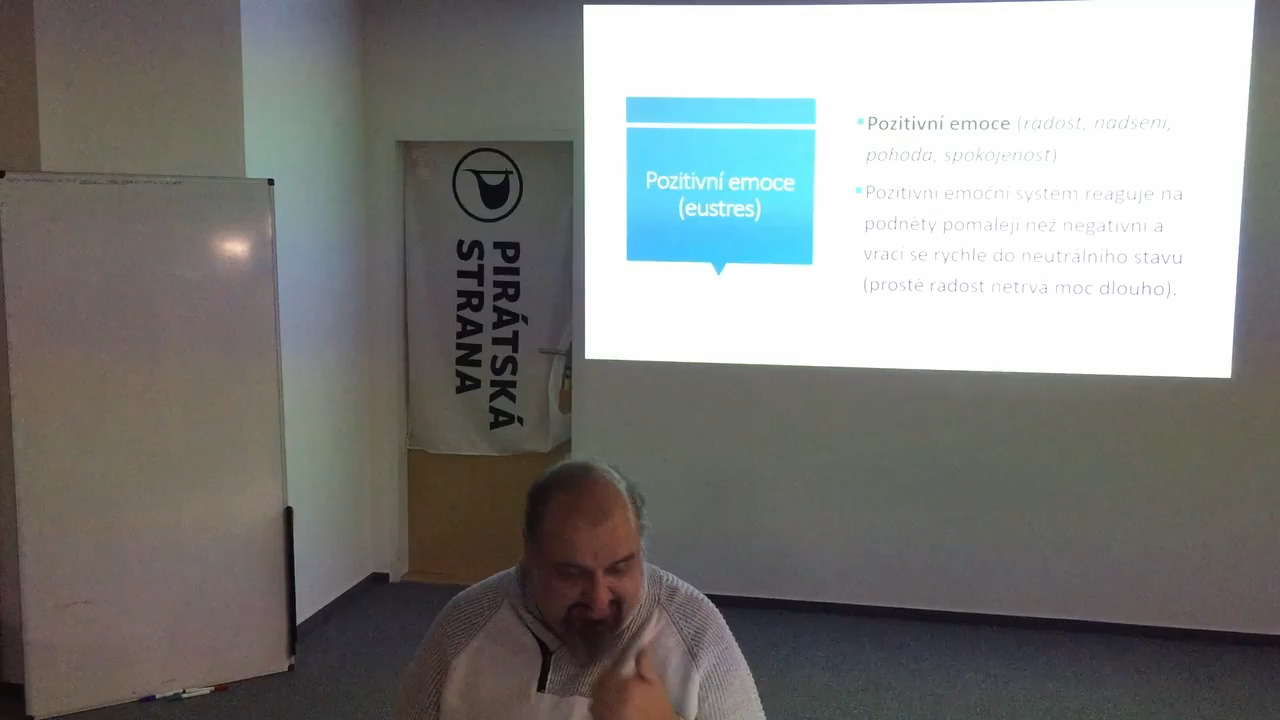 PIRÁTSKÁ
STRANA
Pozitivní emoce
(eustres)
Pozitivní emoce (radost, nadšení,
pohoda, spokojenost)
Pozitivní emoční systém reaguje na
podněty pomaleji než negativní a
vrací se rychle do neutrálního stavu
(prostě radost netrvá moc dlouho).